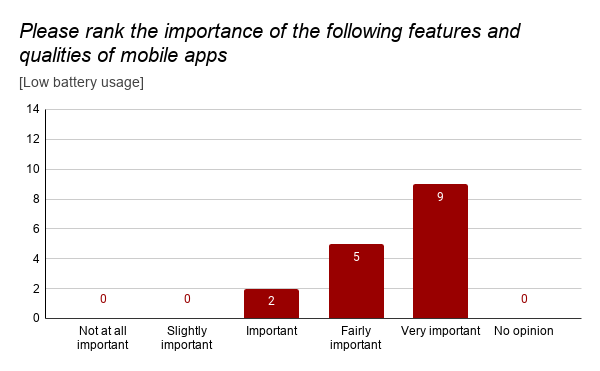 Please rank the importance of the following features and
qualities of mobile apps
[Low battery usage]
14
12
10
8
6
4
2
0
0
0
2
5
9
0
Not at all
important
Slightly
important
Important
Fairly
important
Very important
No opinion